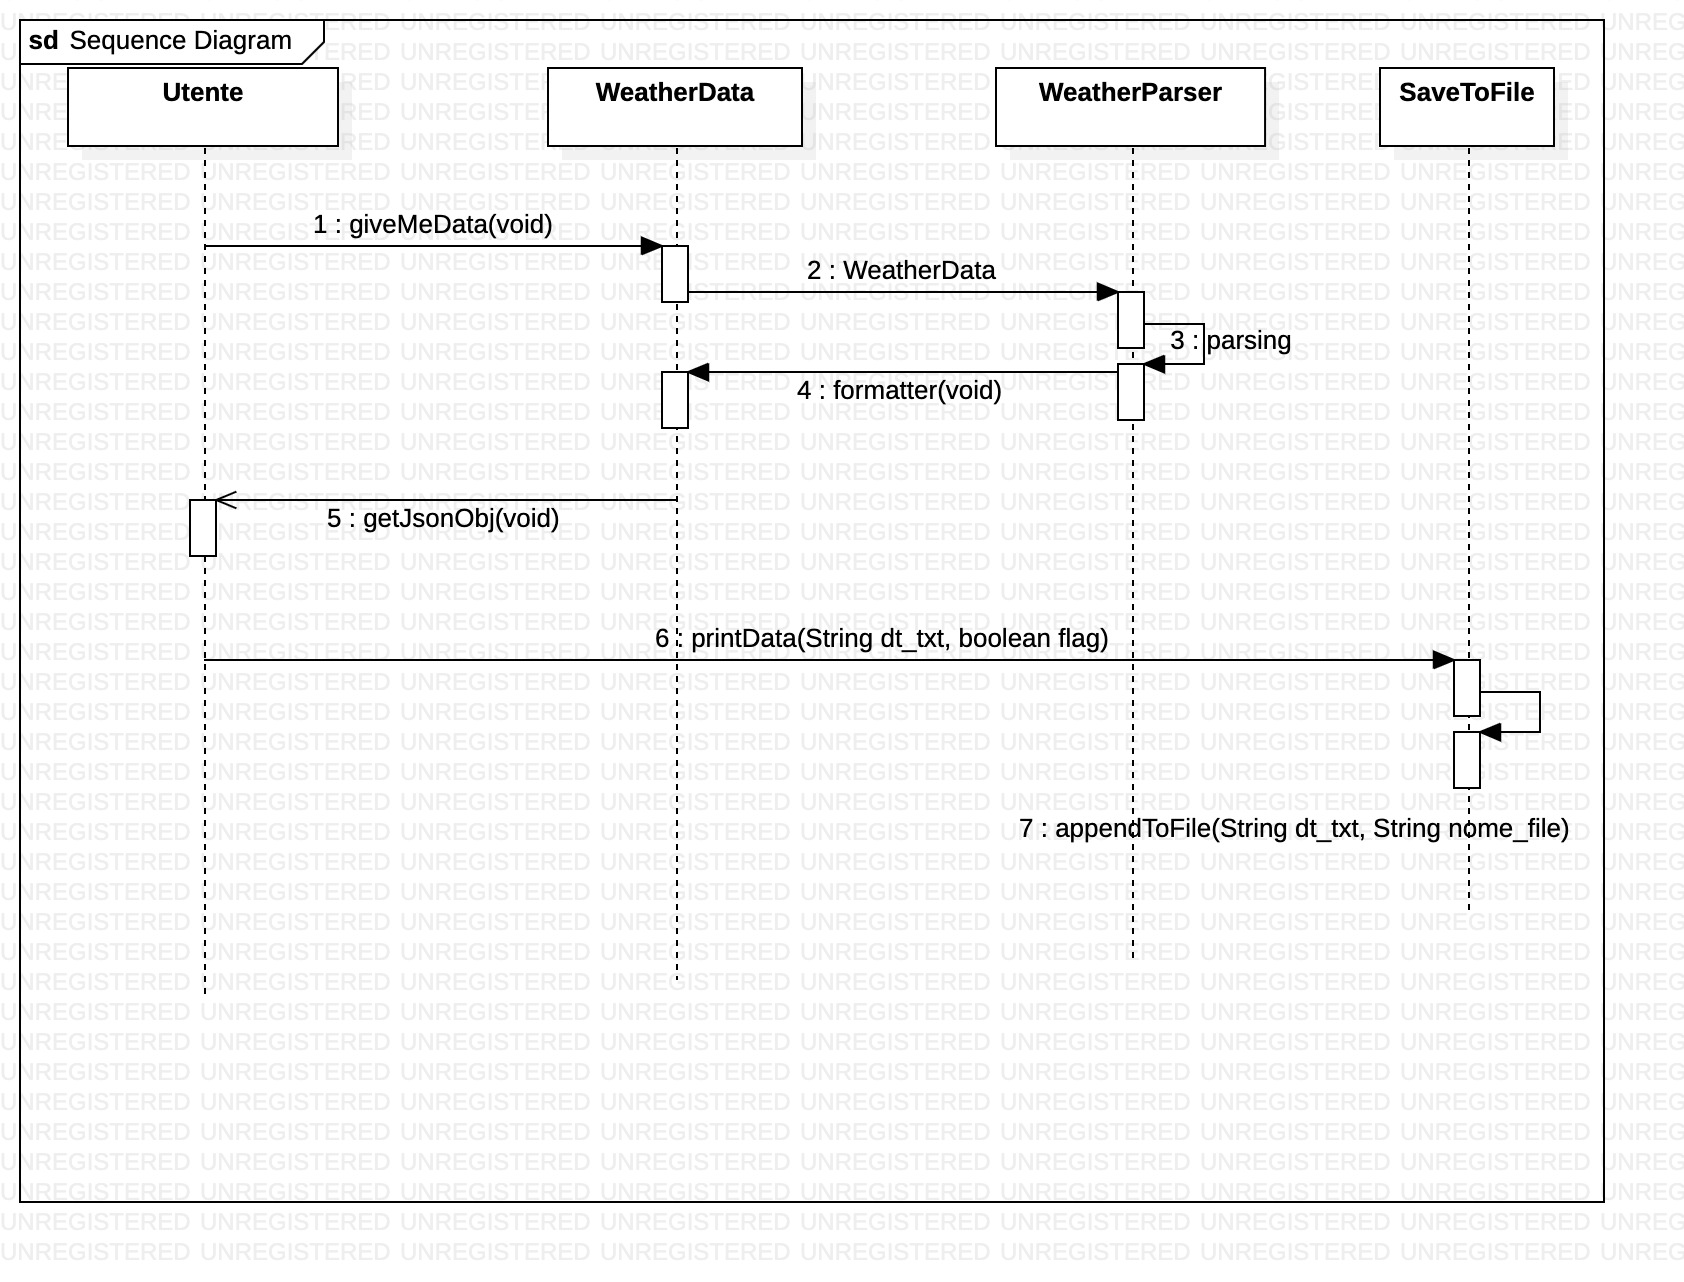 sd Sequence Diagram
Utente
WeatherData
WeatherParser
SaveToFile
1 : giveMeData(void)
2 : WeatherData
3 : parsing
4 : formatter(void)
5 : getJsonObj(void)
6 : printData(String dt_txt, boolean flag)
7 : appendToFile(String dt_txt, String nome_file)
UNREGISTERED